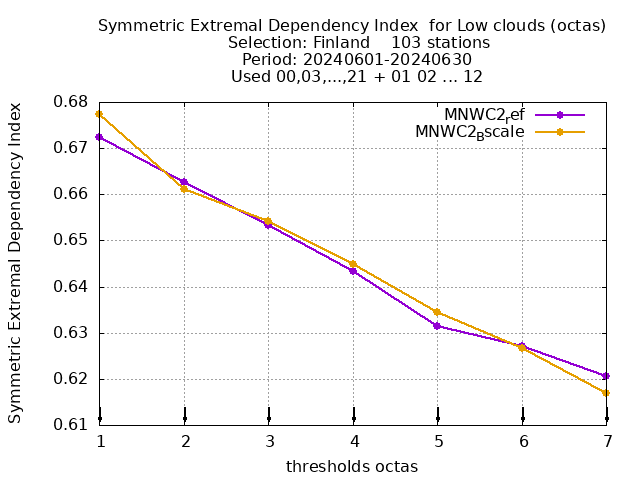 Symmetric Extremal Dependency Index  for Low clouds (octas)
Selection: Finland    103 stations
Period: 20240601-20240630
Used 00,03,...,21 + 01 02 ... 12
Symmetric Extremal Dependency Index
MNWC2ref
MNWC2Bscale
0.68
0.67
0.66
0.65
0.64
0.63
0.62
0.61
1 2 3 4 5 6 7
thresholds octas